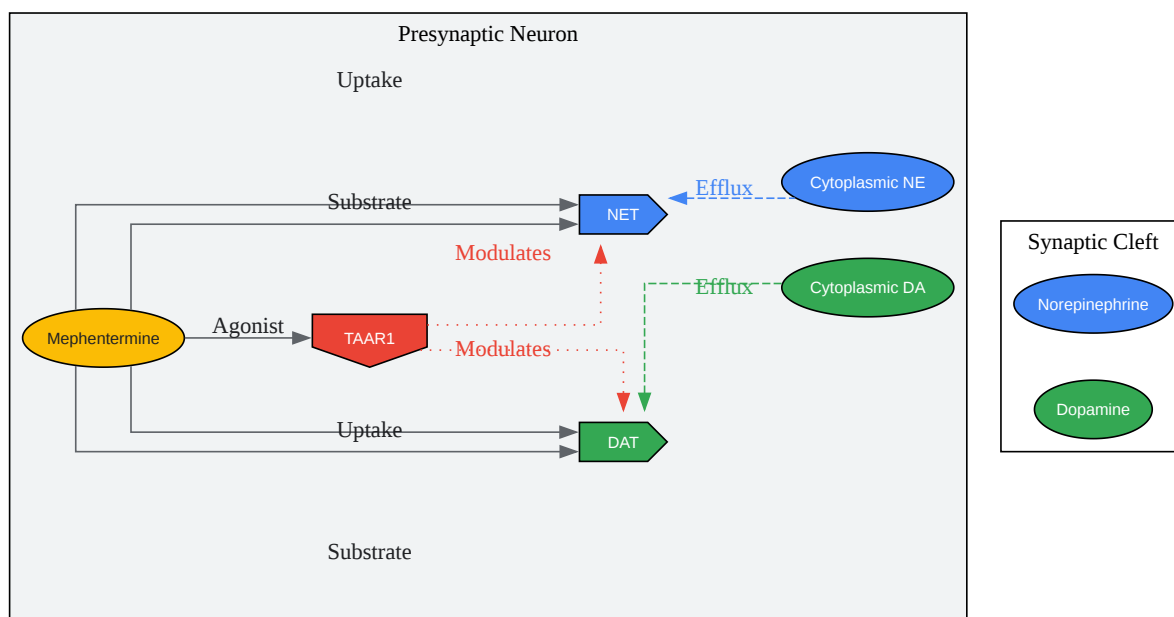 Presynaptic Neuron
Uptake
Cytoplasmic NE
Efflux
Substrate
NET
Synaptic Cleft
Modulates
Cytoplasmic DA
Efflux
Norepinephrine
Agonist
Mephentermine
TAAR1
Modulates
Dopamine
Uptake
DAT
Substrate